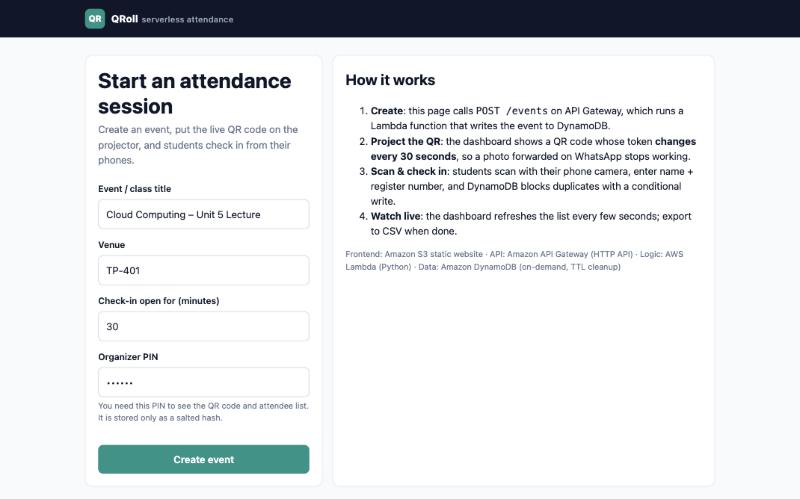 QR QRoll serverless attendance
Start an attendance
session
Create an event, put the live QR code on the
projector, and students check in from their
phones.
Event / class title
Cloud Computing – Unit 5 Lecture
Venue
TP-401
Check-in open for (minutes)
30
Organizer PIN
••••••
You need this PIN to see the QR code and attendee list.
It is stored only as a salted hash.
Create event
How it works
1. Create: this page calls POST /events on API Gateway, which runs a
Lambda function that writes the event to DynamoDB.
2. Project the QR: the dashboard shows a QR code whose token changes
every 30 seconds, so a photo forwarded on WhatsApp stops working.
3. Scan & check in: students scan with their phone camera, enter name +
register number, and DynamoDB blocks duplicates with a conditional
write.
4. Watch live: the dashboard refreshes the list every few seconds; export
to CSV when done.
Frontend: Amazon S3 static website · API: Amazon API Gateway (HTTP API) · Logic: AWS
Lambda (Python) · Data: Amazon DynamoDB (on-demand, TTL cleanup)